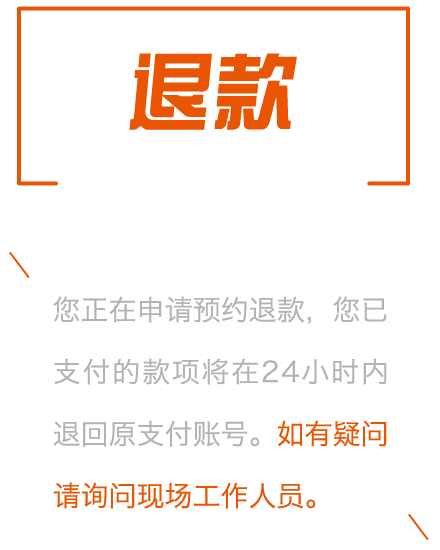 退款
您正在申请预约退款，您已
支付的款项将在24小时内
退回原支付账号。如有疑问
请询问现场工作人员。